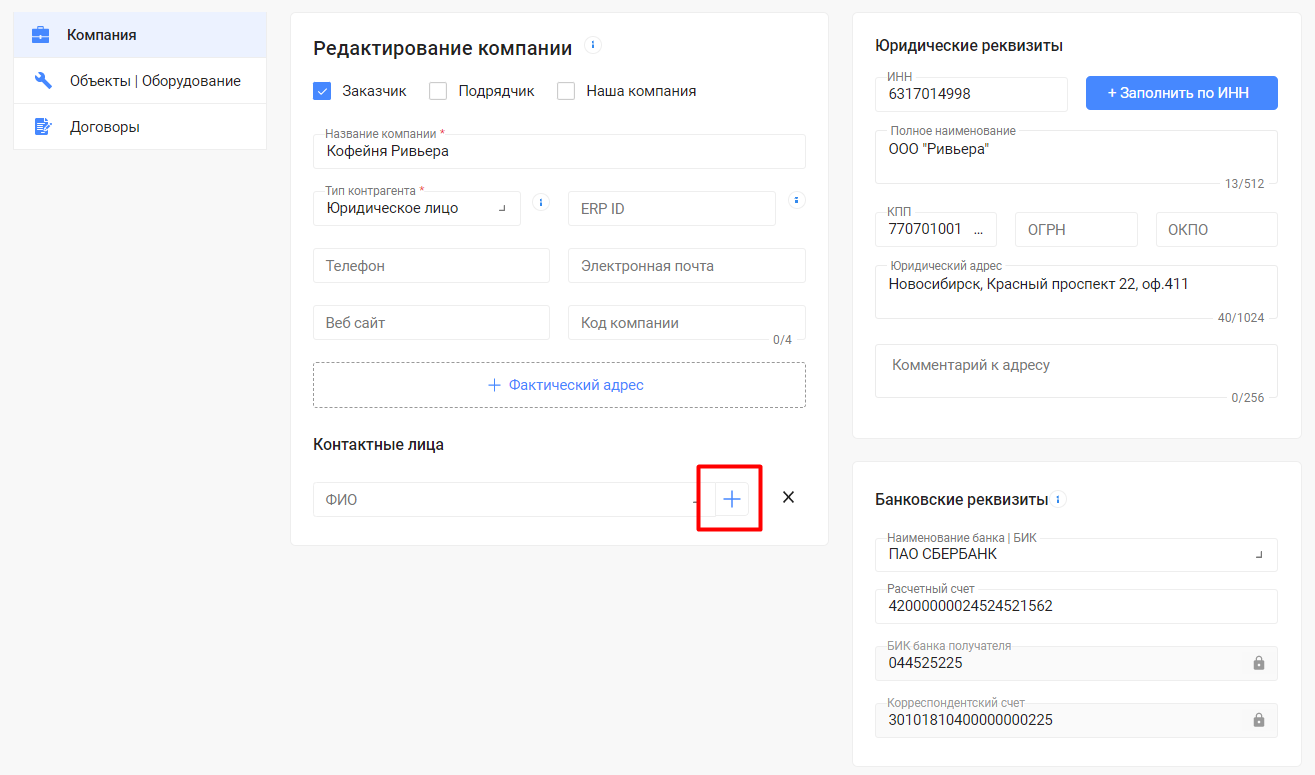 Компания
Объекты | Оборудование
Договоры
Редактирование компании
Заказчик
Подрядчик
Наша компания
Название компании *
Кофейня Ривьера
Тип контрагента *
Юридическое лицо
ERP ID
Телефон
Электронная почта
Веб сайт
Код компании
0/4
Фактический адрес
Контактные лица
ФИО
Юридические реквизиты
ИНН
6317014998
+ Заполнить по ИНН
Полное наименование
ООО "Ривьера"
13/512
КПП
770701001 ...
ОГРН
ОКПО
Юридический адрес
Новосибирск, Красный проспект 22, оф.411
40/1024
Комментарий к адресу
0/256
Банковские реквизиты
Наименование банка | БИК
ПАО СБЕРБАНК
Расчетный счет
42000000024524521562
БИК банка получателя
044525225
Корреспондентский счет
30101810400000000225